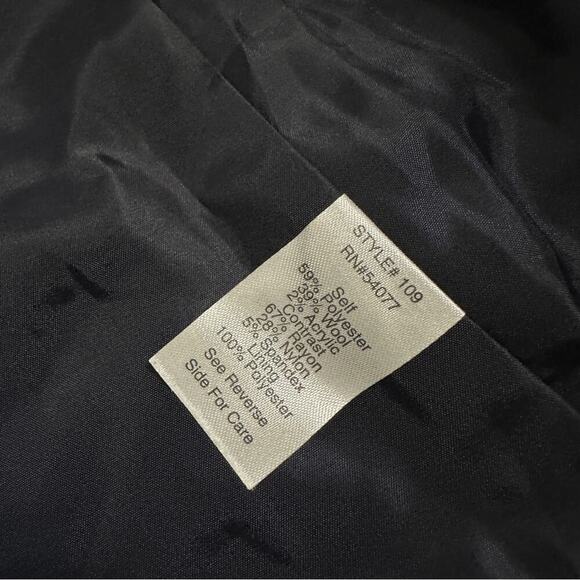 STYLE# 109
RN#54077
Self
59% Polyester
39% Wool
2% Acrylic
Contrast
67% Rayon
28% Nylon
5% Spandex
Lining
100% Polyester
See Reverse
Side For Care